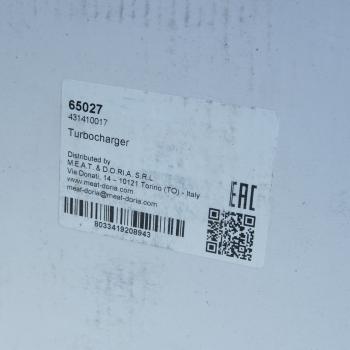 65027
431410017
Turbocharger
Distributed by
M.E.A.T. & D.O.R.I.A. S.R.L.
Via Donati, 14 - 10121 Torino (TO) - Italy
www.meat-doria.com
meat-doria@meat-doria.com
EAC
8033419208943